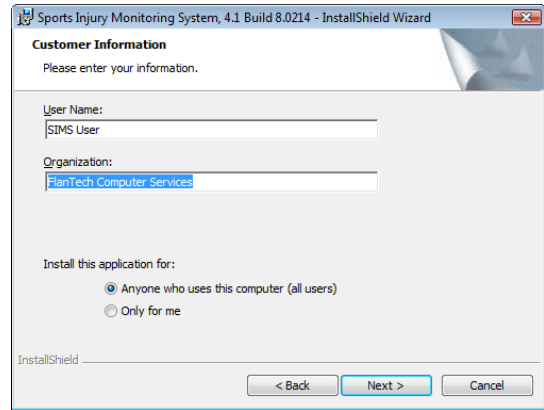 Sports Injury Monitoring System, 4.1 Build 8.0214 - InstallShield Wizard
Customer Information
Please enter your information.
User Name:
SIMS User
Organization:
FlanTech Computer Services
Install this application for:
Anyone who uses this computer (all users)
Only for me
InstallShield
< Back Next > Cancel